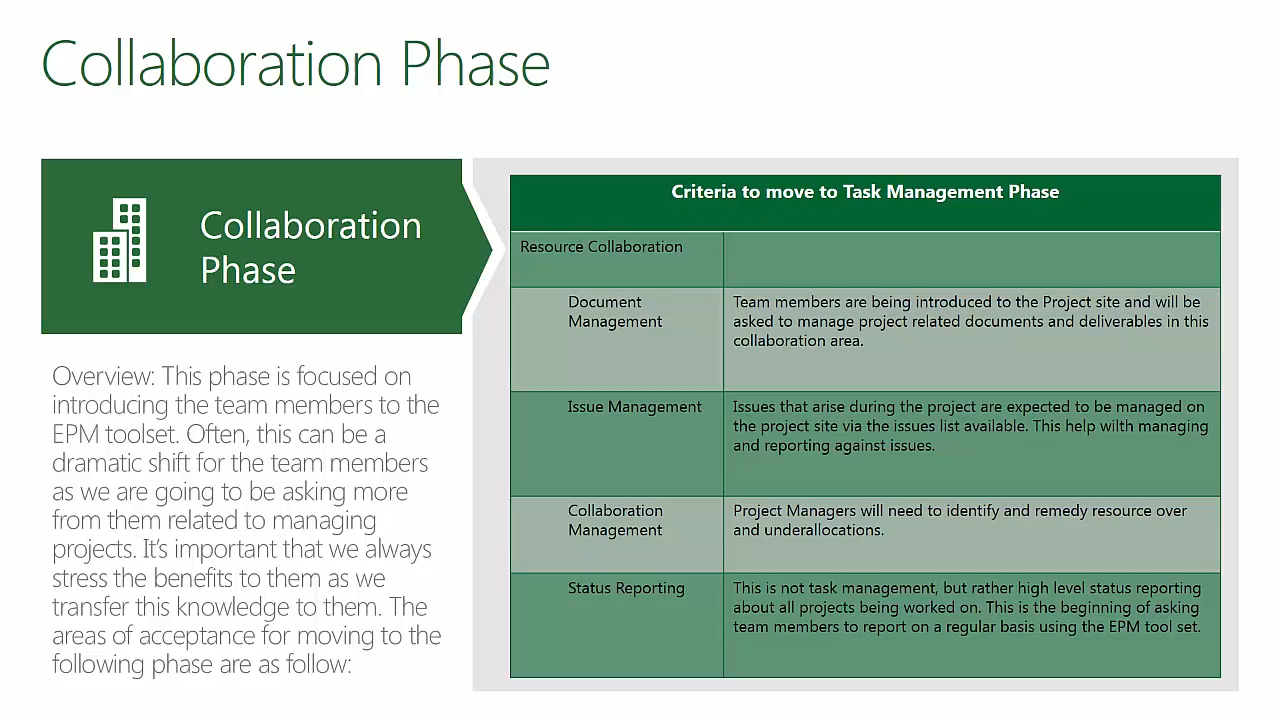 Collaboration Phase
Collaboration
Phase
Overview: This phase is focused on
introducing the team members to the
EPM toolset. Often, this can be a
dramatic shift for the team members
as we are going to be asking more
from them related to managing
projects. It's important that we always
stress the benefits to them as we
transfer this knowledge to them. The
areas of acceptance for moving to the
following phase are as follow:
Criteria to move to Task Management Phase
Resource Collaboration
Document
Management
Team members are being introduced to the Project site and will be
asked to manage project related documents and deliverables in this
collaboration area.
Issue Management
Issues that arise during the project are expected to be managed on
the project site via the issues list available. This help wilth managing
and reporting against issues.
Collaboration
Management
Project Managers will need to identify and remedy resource over
and underallocations.
Status Reporting
This is not task management, but rather high level status reporting
about all projects being worked on. This is the beginning of asking
team members to report on a regular basis using the EPM tool set.